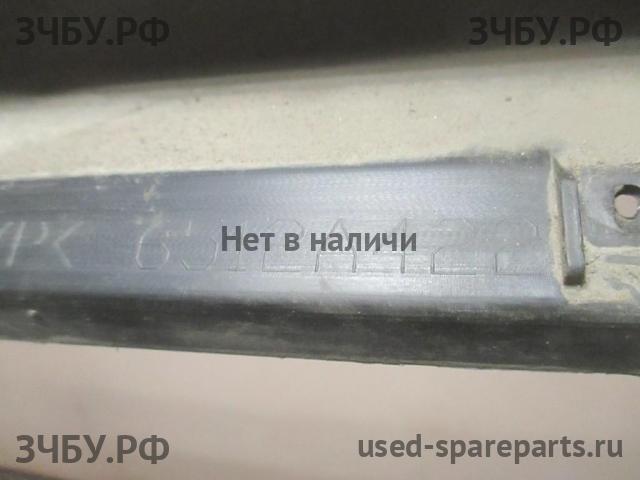 ЗЧБУ.РФ ЗЧБУ.РФ
Нет в наличи
ЗЧБУ.РФ used-spareparts.ru